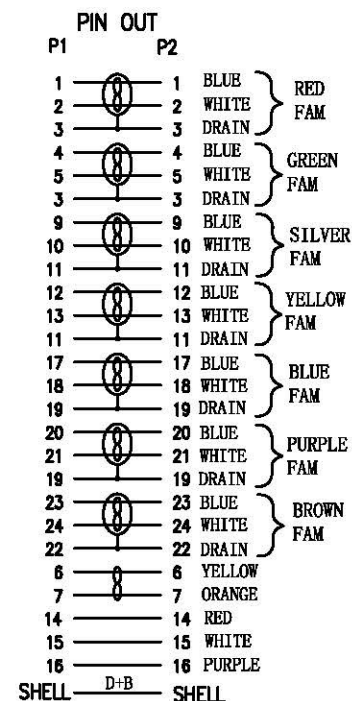 PIN OUT
P1 P2
1 1 BLUE
2 2 WHITE
3 3 DRAIN
RED
FAM
4 4 BLUE
5 5 WHITE
3 3 DRAIN
GREEN
FAM
9 9 BLUE
10 10 WHITE
11 11 DRAIN
SILVER
FAM
12 12 BLUE
13 13 WHITE
11 11 DRAIN
YELLOW
FAM
17 17 BLUE
18 18 WHITE
19 19 DRAIN
BLUE
FAM
20 20 BLUE
21 21 WHITE
19 19 DRAIN
PURPLE
FAM
23 23 BLUE
24 24 WHITE
22 22 DRAIN
BROWN
FAM
6 6 YELLOW
7 7 ORANGE
14 14 RED
15 15 WHITE
16 16 PURPLE
SHELL D+B SHELL